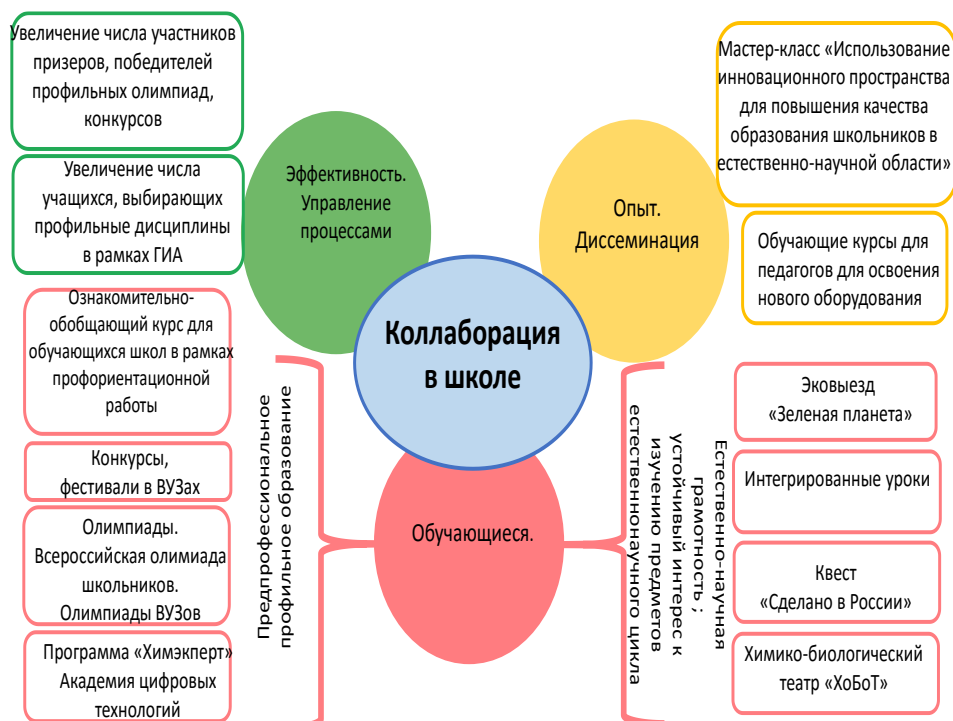 Увеличение числа участников
призеров, победителей
профильных олимпиад,
конкурсов
Увеличение числа
учащихся, выбирающих
профильные дисциплины
в рамках ГИА
Эффективность.
Управление
процессами
Опыт.
Диссеминация
Мастер-класс «Использование
инновационного пространства
для повышения качества
образования школьников в
естественно-научной области»
Обучающие курсы для
педагогов для освоения
нового оборудования
Коллаборация
в школе
Ознакомительно-
обобщающий курс для
обучающихся школ в рамках
профориентационной
работы
Конкурсы,
фестивали в ВУЗах
Олимпиады.
Всероссийская олимиада
школьников.
Олимпиады ВУЗов
Программа «Химэкперт»
Академия цифровых
технологий
Предпрофессиональное
профильное образование
Обучающиеся.
Естественно-научная
грамотность ;
устойчивый интерес к
изучению предметов
естественнонаучного цикла
Эковыезд
«Зеленая планета»
Интегрированные уроки
Квест
«Сделано в России»
Химико-биологический
театр «ХоБоТ»